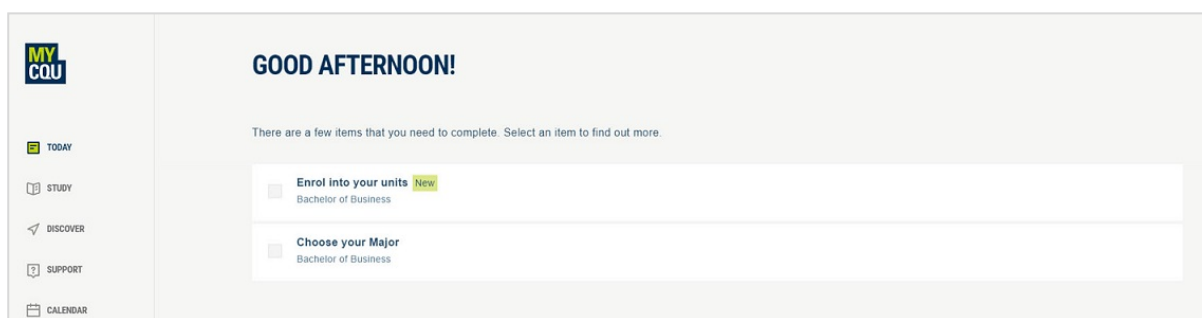 MY
CQU
TODAY
STUDY
DISCOVER
SUPPORT
CALENDAR
GOOD AFTERNOON!
There are a few items that you need to complete. Select an item to find out more.
Enrol into your units New
Bachelor of Business
Choose your Major
Bachelor of Business